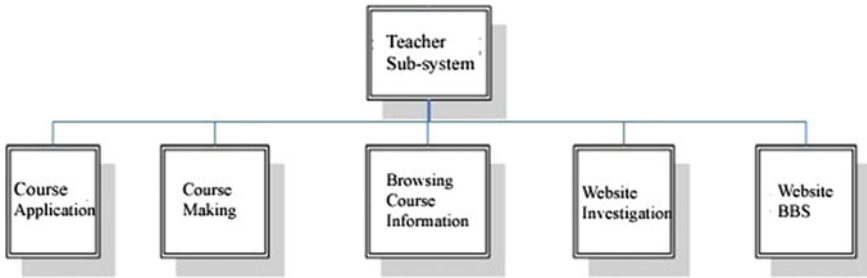 Teacher
Sub-system
Course
Application
Course
Making
Browsing
Course
Information
Website
Investigation
Website
BBS